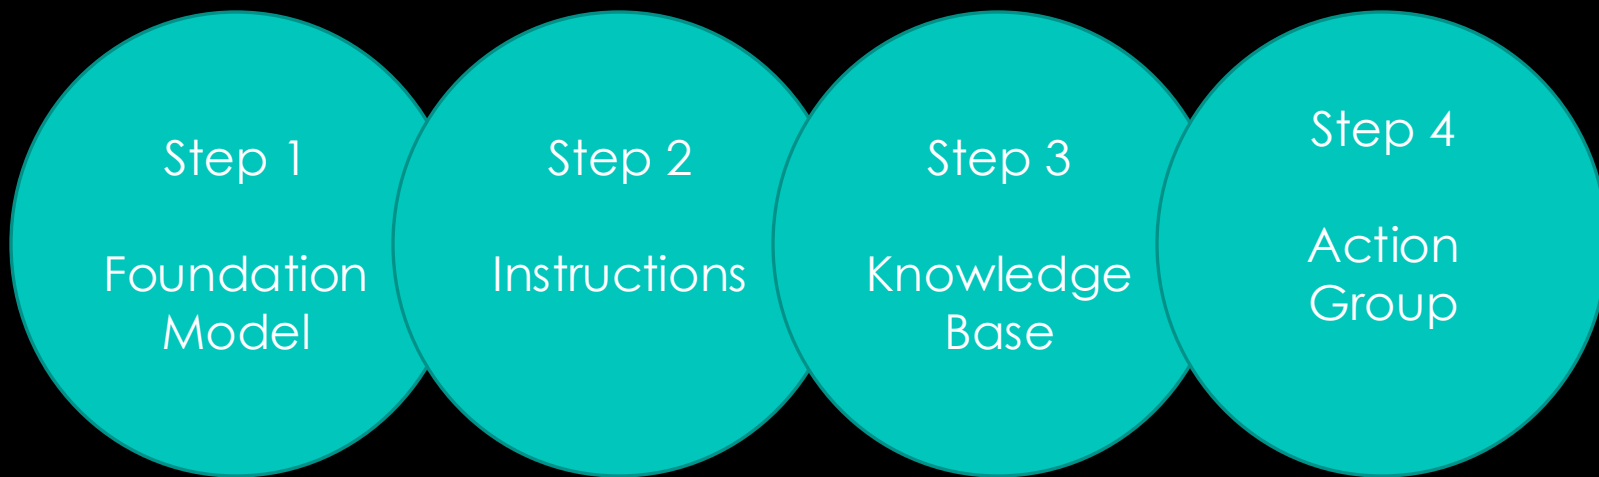 Step 1
Foundation
Model
Step 2
Instructions
Step 3
Knowledge
Base
Step 4
Action
Group